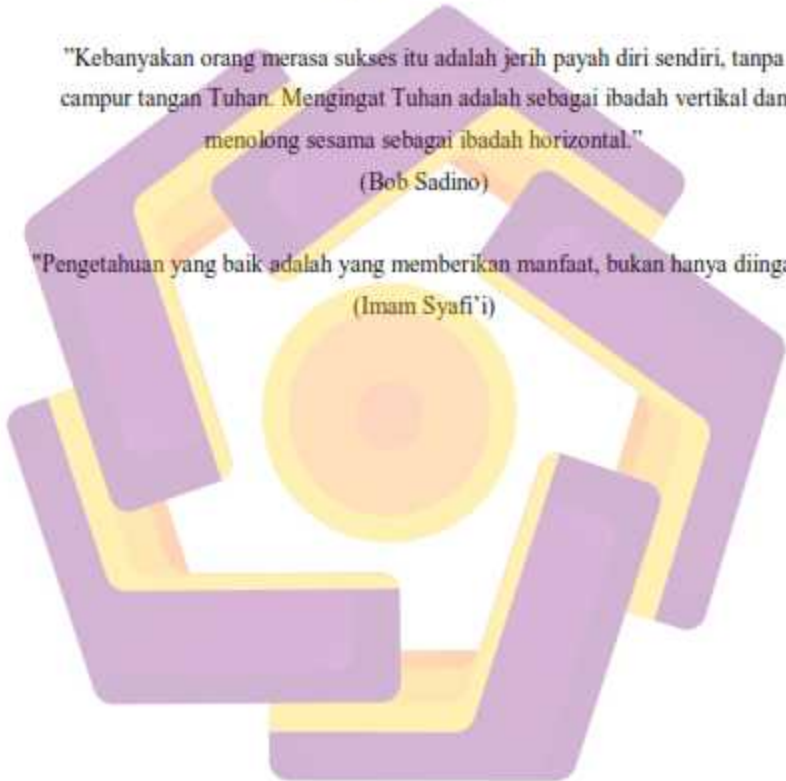 ”Kebanyakan orang merasa sukses itu adalah jerih payah diri sendiri, tanpa
campur tangan Tuhan. Mengingat Tuhan adalah sebagai ibadah vertikal dan
menolong sesama sebagai ibadah horizontal.”
(Bob Sadino)
"Pengetahuan yang baik adalah yang memberikan manfaat, bukan hanya
(Imam Syafi’i)